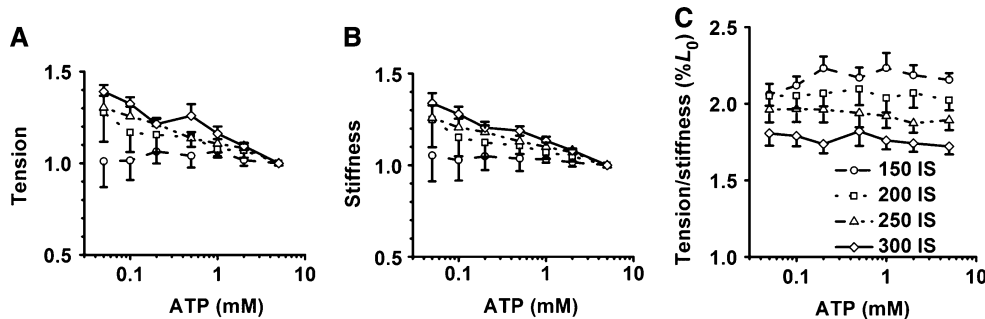 A
Tension
1.5
1.0
0.5
0.1
1
10
ATP (mM)
B
Stiffness
1.5
1.0
0.5
0.1
1
10
ATP (mM)
C
Tension/stiffness (%L₀)
2.5
2.0
1.5
1.0
0.1
1
10
ATP (mM)
150 IS
200 IS
250 IS
300 IS